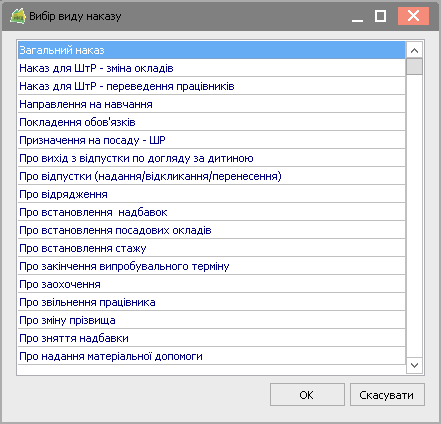 Вибір виду наказу
Загальний наказ
Наказ для ШтР - зміна окладів
Наказ для ШтР - переведення працівників
Направлення на навчання
Покладення обов'язків
Призначення на посаду - ШР
Про вихід з відпустки по догляду за дитиною
Про відпустки (надання/відкликання/перенесення)
Про відрядження
Про встановлення  надбавок
Про встановлення посадових окладів
Про встановлення стажу
Про закінчення випробувального терміну
Про заохочення
Про звільнення працівника
Про зміну прізвища
Про зняття надбавки
Про надання матеріальної допомоги
OK Скасувати